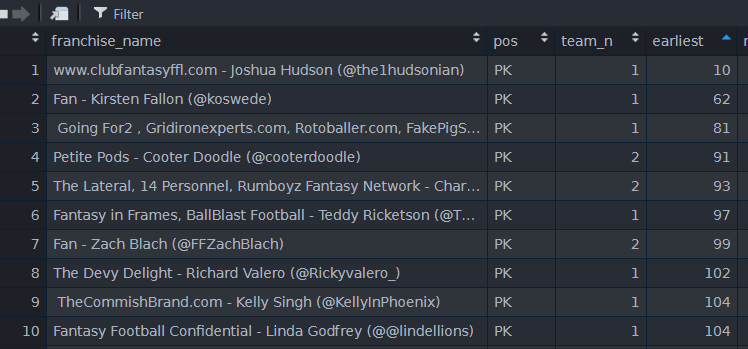 Filter
franchise_name pos team_n earliest
1 www.clubfantasyffl.com - Joshua Hudson (@the1hudsonian) PK 1 10
2 Fan - Kirsten Fallon (@koswede) PK 1 62
3 Going For2 , Gridironexperts.com, Rotoballer.com, FakePigS... PK 1 81
4 Petite Pods - Cooter Doodle (@cooterdoodle) PK 2 91
5 The Lateral, 14 Personnel, Rumboyz Fantasy Network - Char... PK 2 93
6 Fantasy in Frames, BallBlast Football - Teddy Ricketson (@T... PK 1 97
7 Fan - Zach Blach (@FFZachBlach) PK 2 99
8 The Devy Delight - Richard Valero (@Rickyvalero_) PK 1 102
9 TheCommishBrand.com - Kelly Singh (@KellyInPhoenix) PK 1 104
10 Fantasy Football Confidential - Linda Godfrey (@@lindellions) PK 1 104